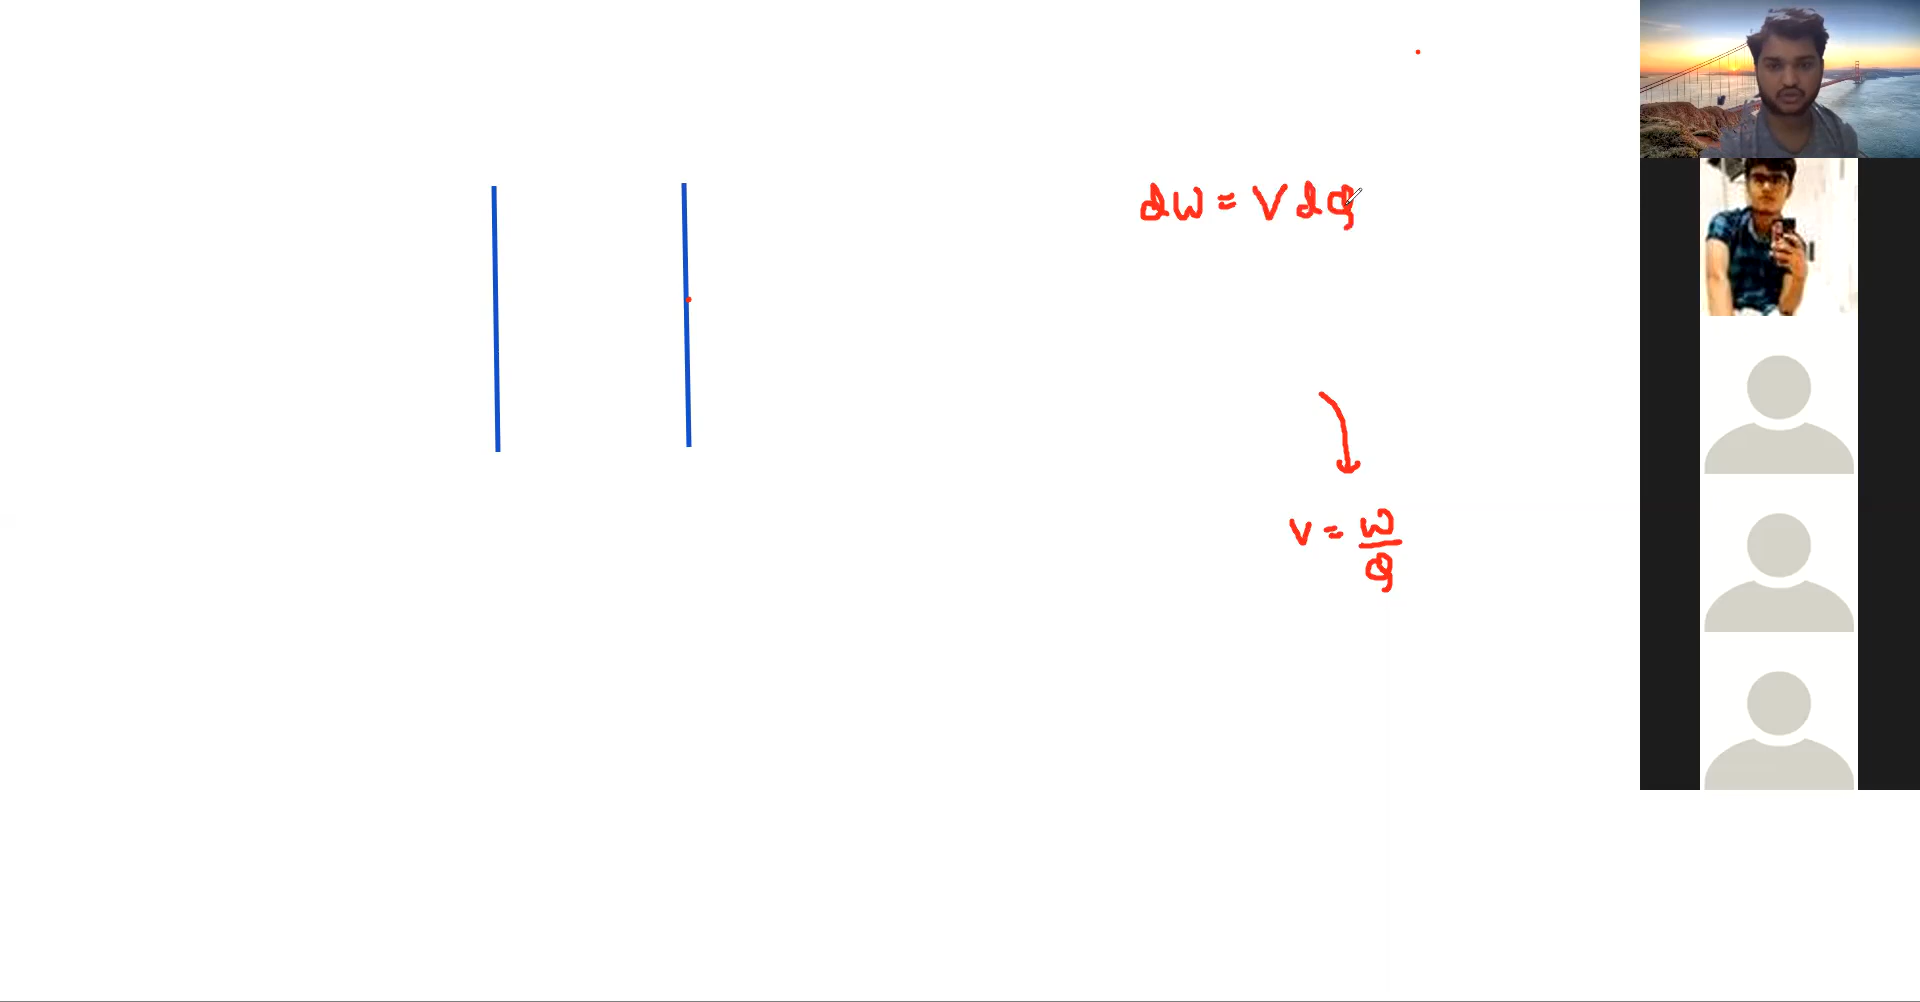 dW = V dQ
V = W/Q